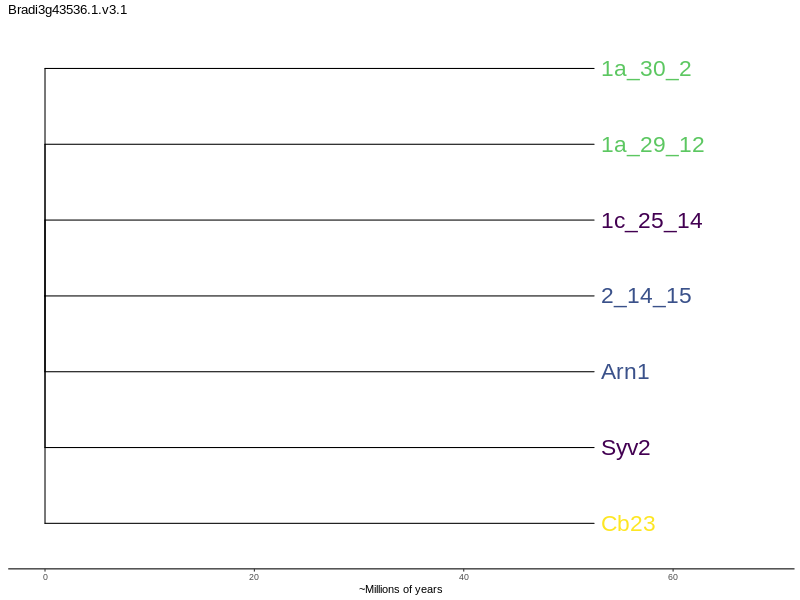 Bradi3g43536.1.v3.1
1a_30_2
1a_29_12
1c_25_14
2_14_15
Arn1
Syv2
Cb23
0 20 40 60
~Millions of years